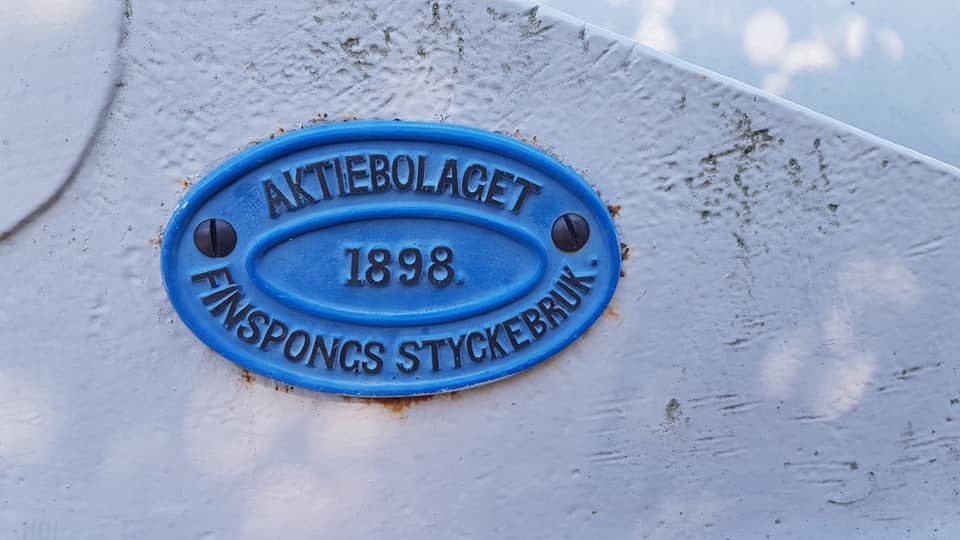 AKTIEBOLAGET
1898.
FINSPONGS STYCKEBRUK.